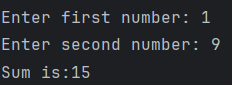 Enter first number: 1
Enter second number: 9
Sum is:15